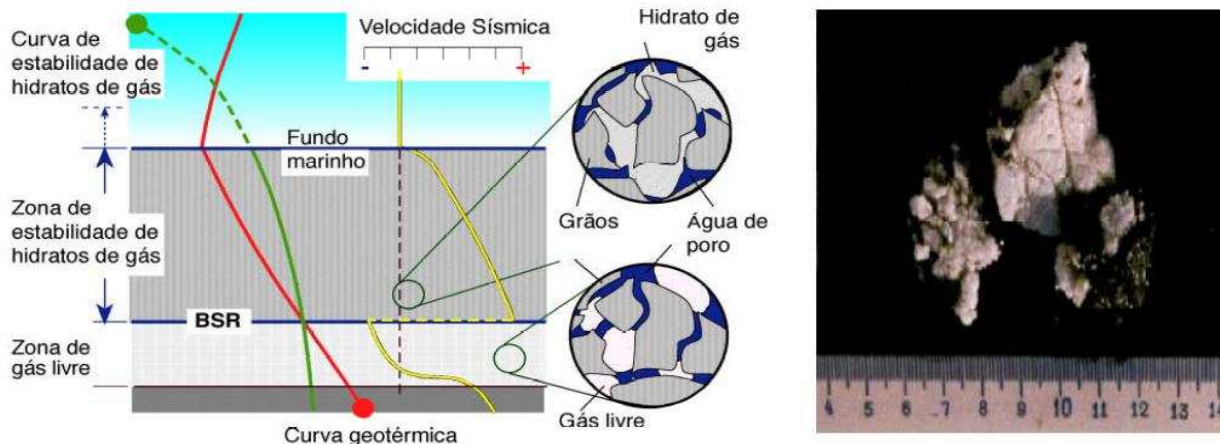 Curva de
estabilidade de
hidratos de gás
Zona de
estabilidade de
hidratos de gás
Zona de
gás livre
Velocidade Sísmica
- +
Fundo
marinho
BSR
Curva geotérmica
Hidrato de
gás
Grãos
Água de
poro
Gás livre
4 5 6 7 8 9 10 11 12 13 14